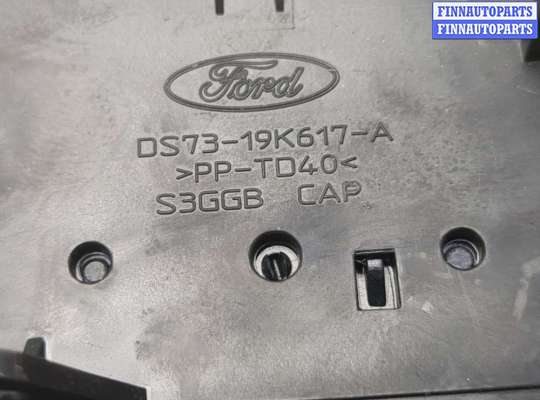 FINNAUTOPARTS
FINNAUTOPARTS
Ford
DS73-19K617-A
>PP-TD40<
S3GGB CAP